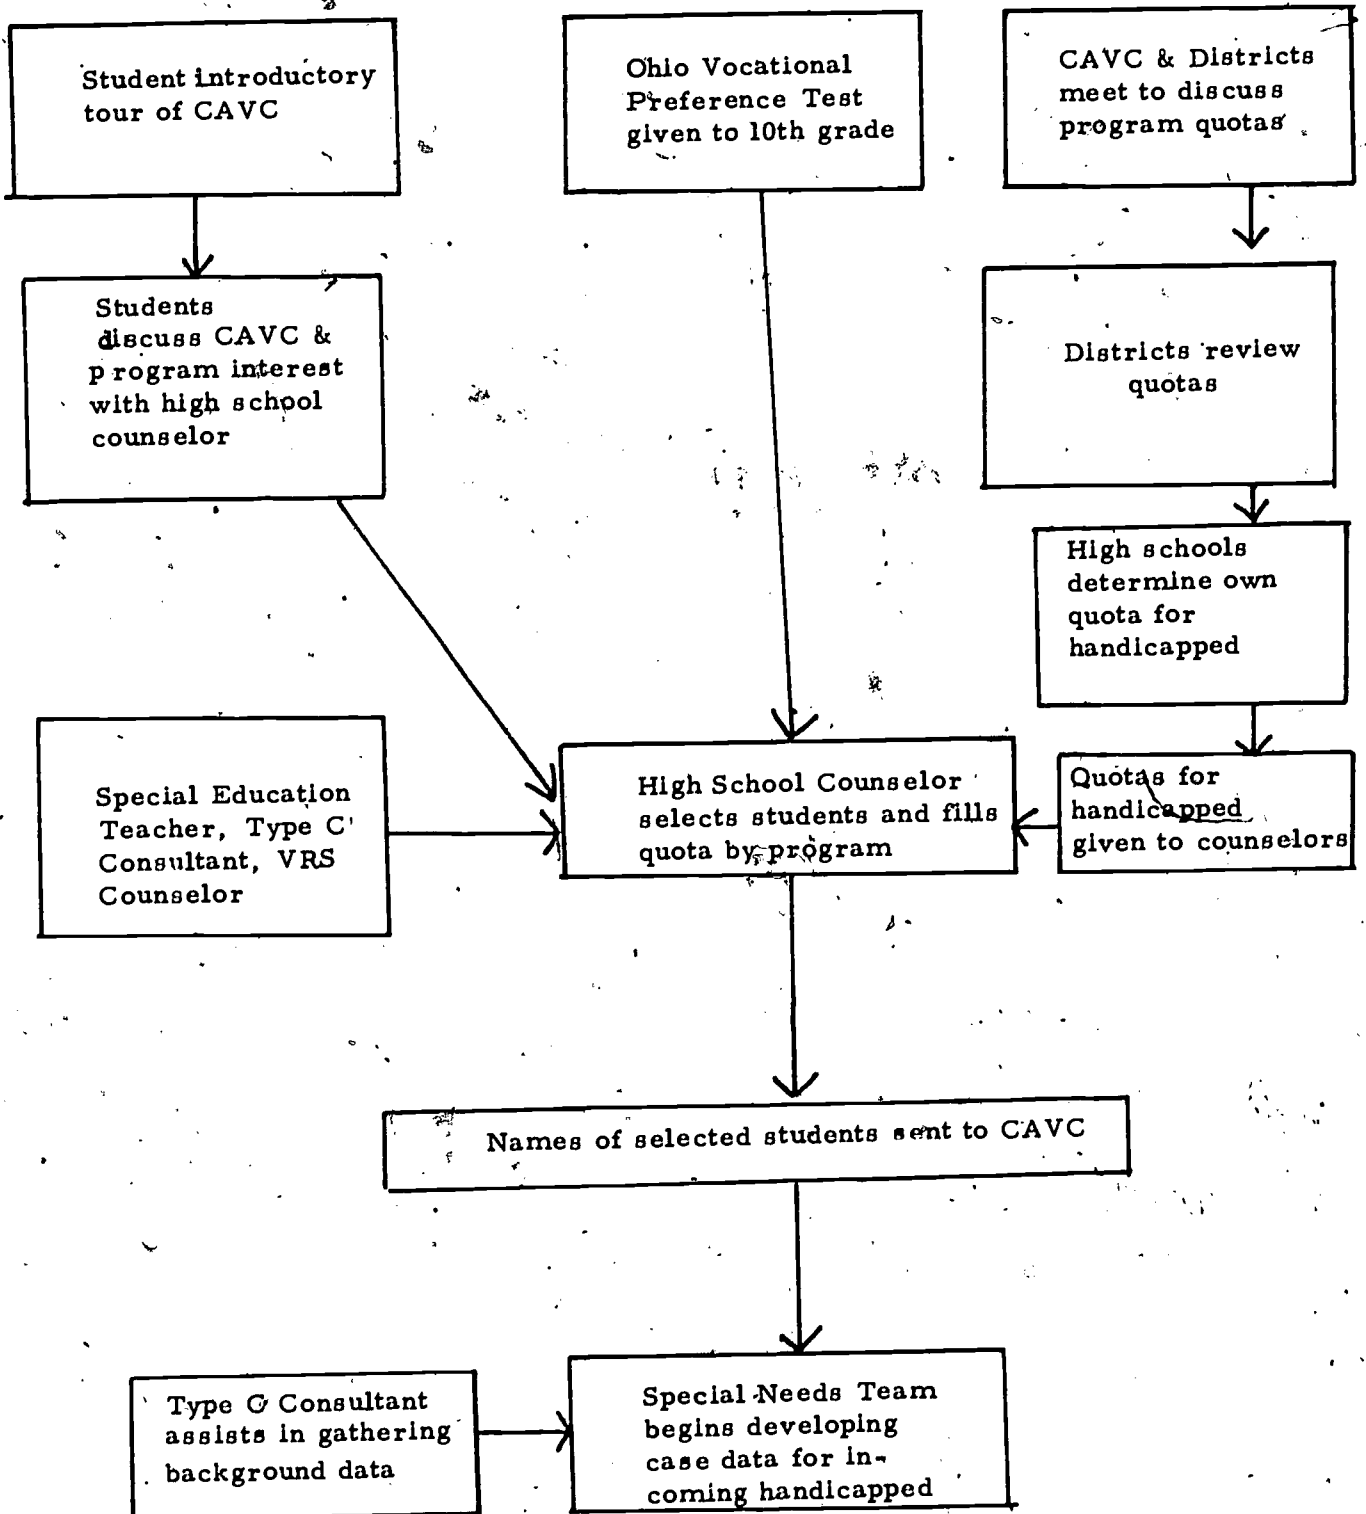 Student introductory
tour of CAVC
Ohio Vocational
Preference Test
given to 10th grade
CAVC & Districts
meet to discuss
program quotas
Students
discuss CAVC &
program interest
with high school
counselor
Districts review
quotas
High schools
determine own
quota for
handicapped
Special Education
Teacher, Type C
Consultant, VRS
Counselor
High School Counselor
selects students and fills
quota by program
Quotas for
handicapped
given to counselors
Names of selected students sent to CAVC
Type C Consultant
assists in gathering
background data
Special Needs Team
begins developing
case data for in-
coming handicapped